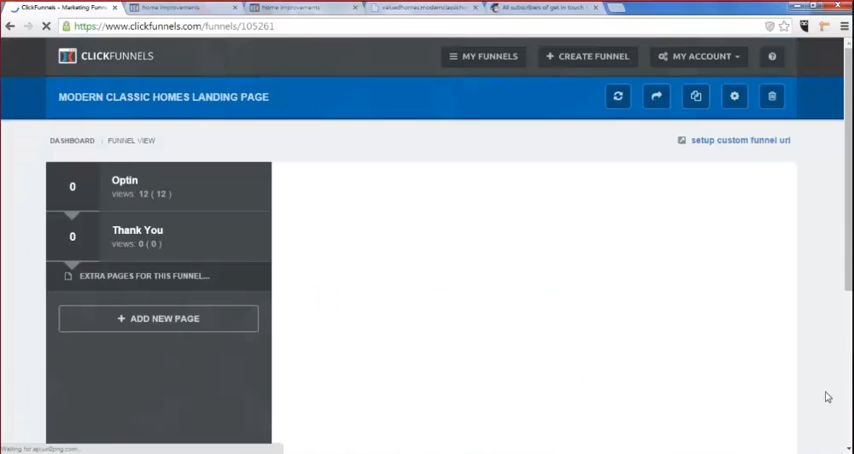 ClickFunnels - Marketing Funn
Home Improvements
Home Improvements
All subscribers of get in touch
https://www.clickfunnels.com/funnels/105261
CLICKFUNNELS
MY FUNNELS
+ CREATE FUNNEL
MY ACCOUNT
?
MODERN CLASSIC HOMES LANDING PAGE
DASHBOARD
FUNNEL VIEW
setup custom funnel url
0
Optin
views: 12 ( 12 )
0
Thank You
views: 0 ( 0 )
EXTRA PAGES FOR THIS FUNNEL...
+ ADD NEW PAGE